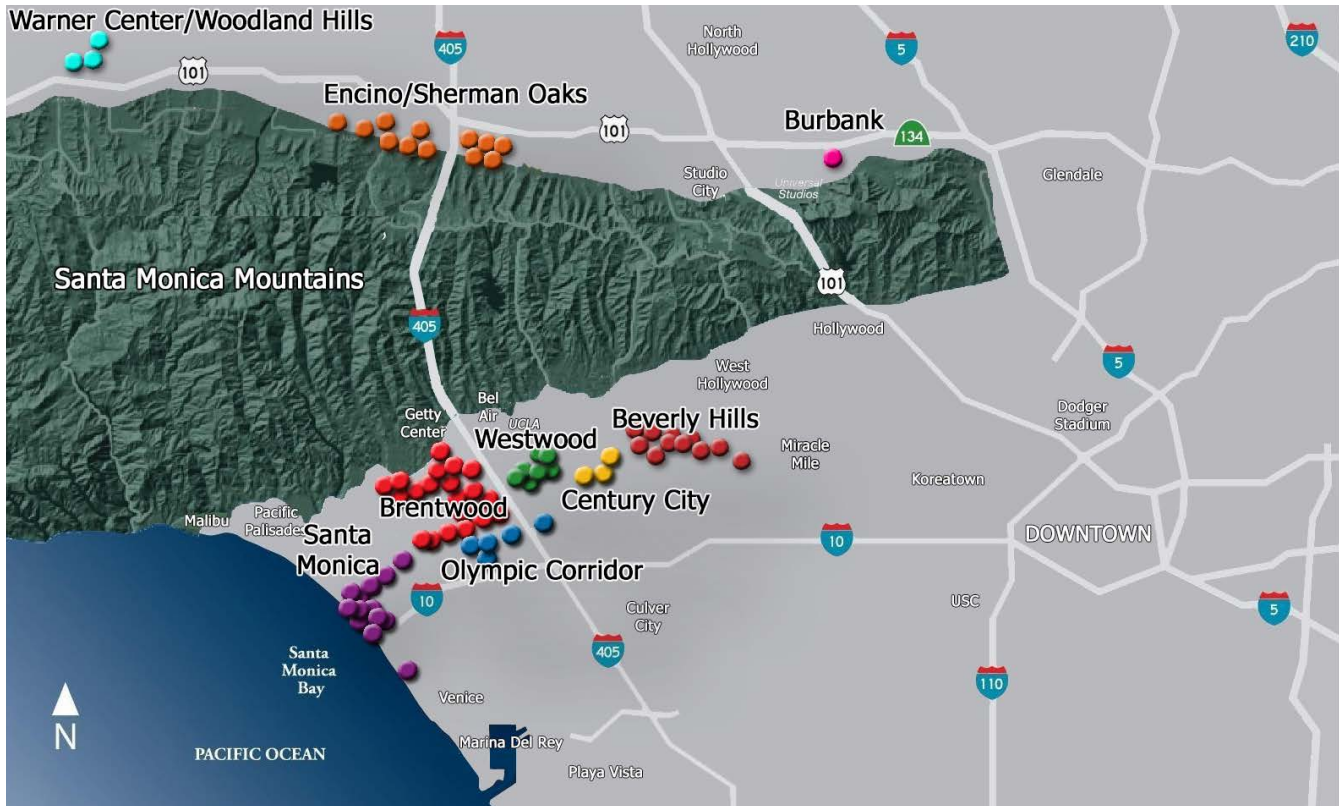 Warner Center/Woodland Hills
405
North
Hollywood
5
210
101
Encino/Sherman Oaks
101
Burbank
134
Studio
City
Universal
Studios
Glendale
Santa Monica Mountains
101
405
Hollywood
5
West
Hollywood
Bel
Air
Getty
Center
UCLA
Beverly Hills
Dodger
Stadium
Westwood
Miracle
Mile
Koreatown
Century City
Brentwood
Malibu
Pacific
Palisades
Santa
Monica
10
DOWNTOWN
Olympic Corridor
10
USC
5
Culver
City
405
Santa
Monica
Bay
110
Venice
N
PACIFIC OCEAN
Marina Del Rey
Playa Vista